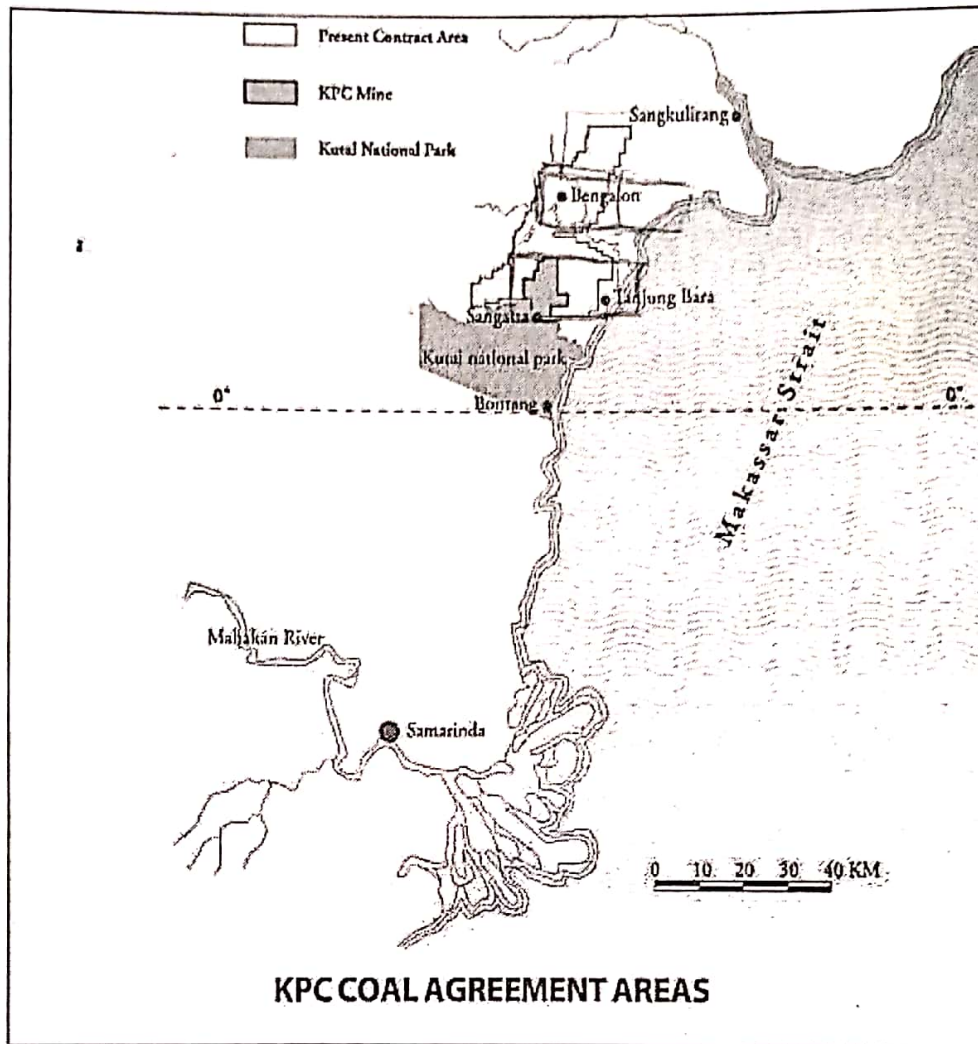 Present Contract Area
KPC Mine
Kutai National Park
Sangkulirang
Bengalon
Tanjung Bara
Sangatta
Kutai national park
0° 0°
Bontang
Makassar Strait
Mahakan River
Samarinda
0 10 20 30 40 KM
KPC COAL AGREEMENT AREAS